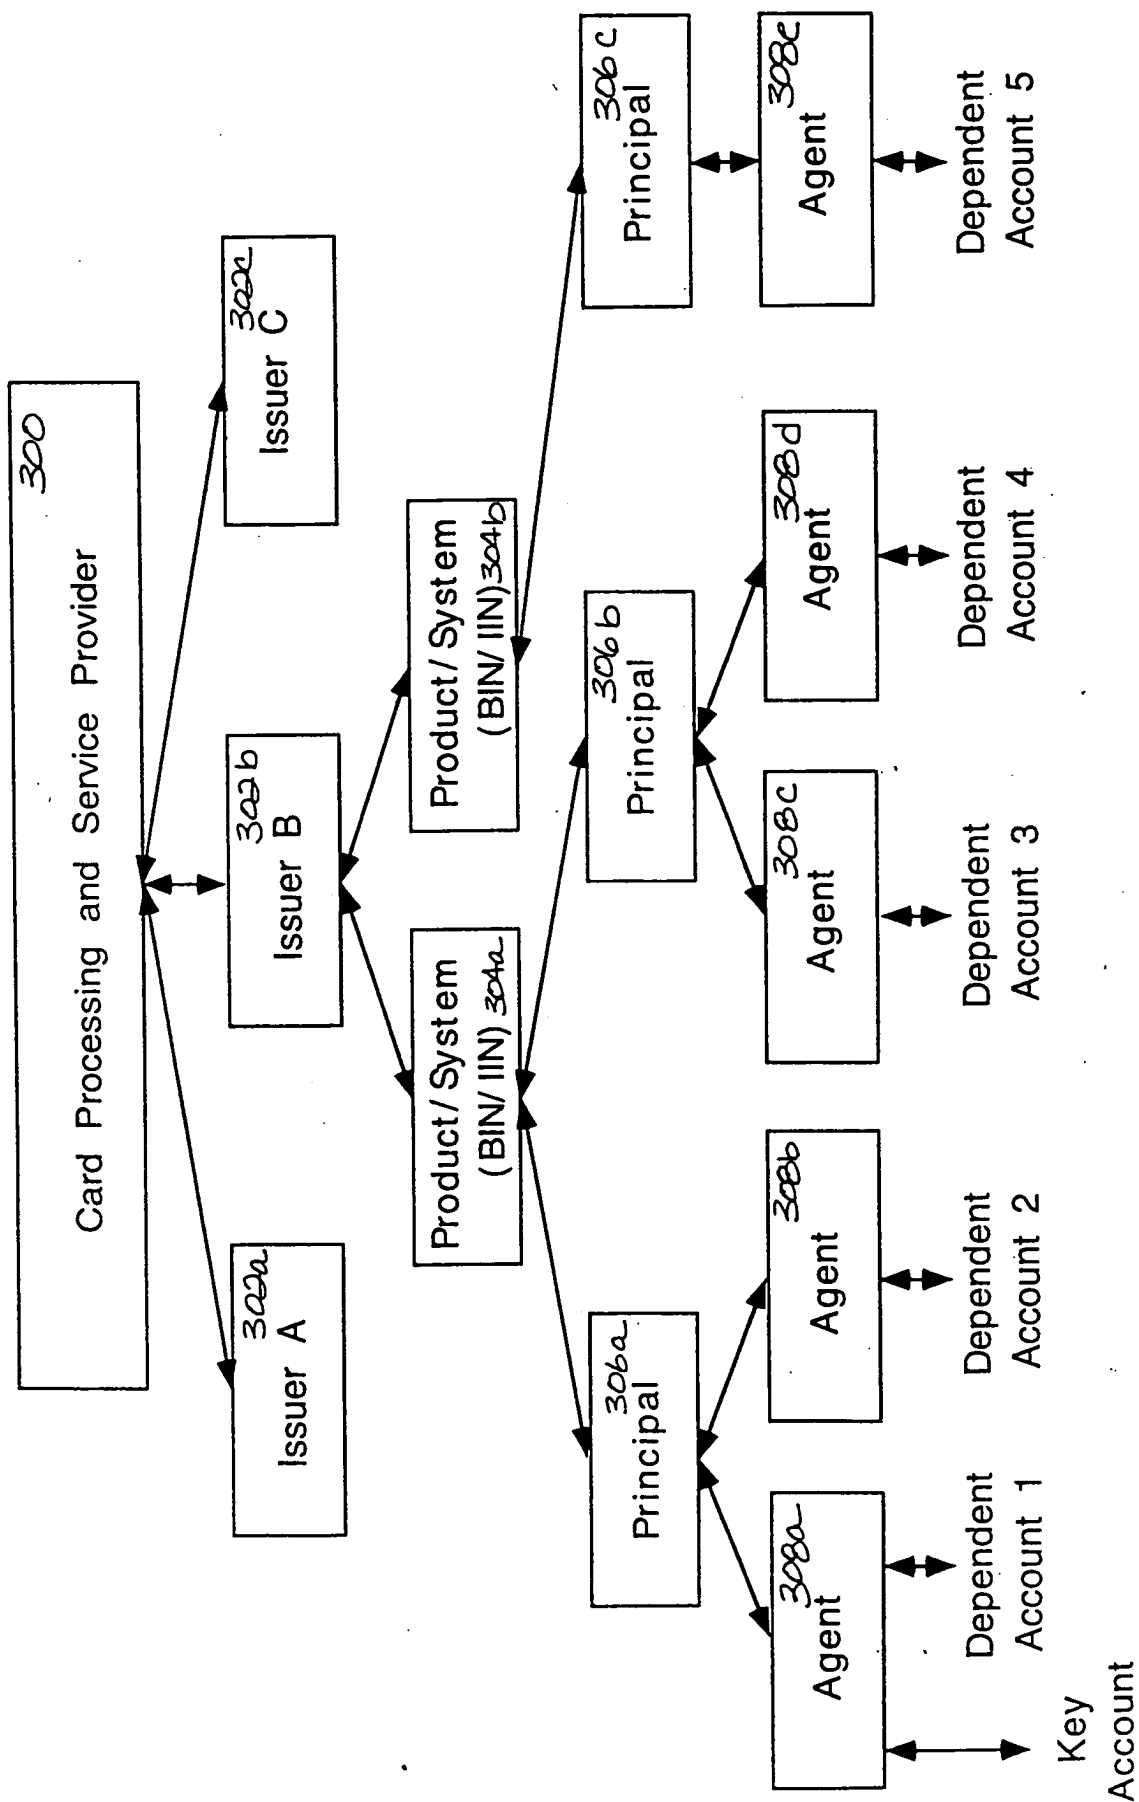 300
Card Processing and Service Provider
302a
Issuer A
302b
Issuer B
302c
Issuer C
Product/System
(BIN/IIN) 304a
Product/System
(BIN/IIN) 304b
306a
Principal
306b
Principal
306c
Principal
308a
Agent
308b
Agent
308c
Agent
308d
Agent
308e
Agent
Key
Account
Dependent
Account 1
Dependent
Account 2
Dependent
Account 3
Dependent
Account 4
Dependent
Account 5